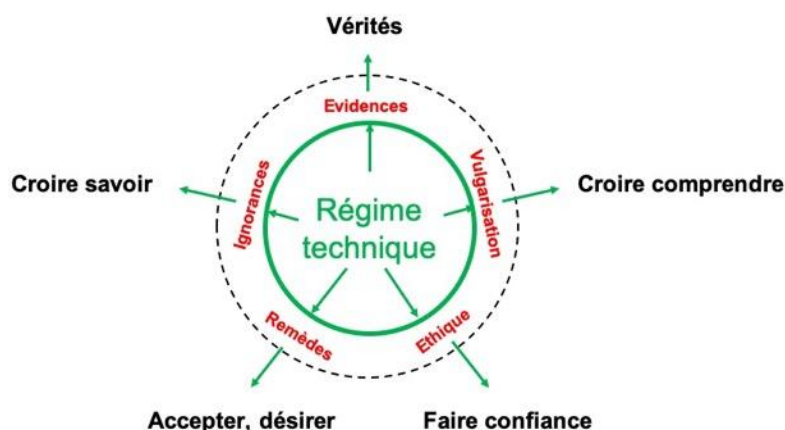 Vérités
Evidences
Croire savoir
Ignorances
Régime
technique
Vulgarisation
Croire comprendre
Remèdes
Ethique
Accepter, désirer
Faire confiance